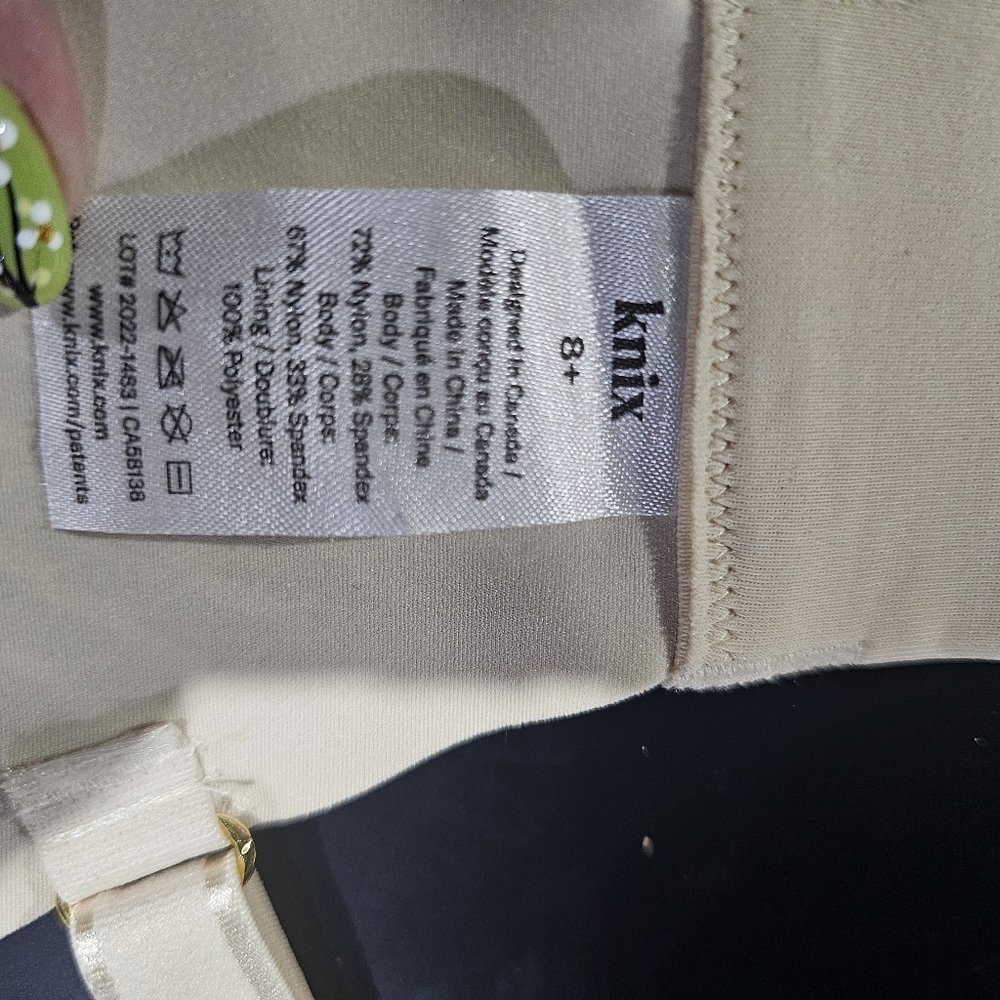 knix
8+
Designed In Canada /
Modèle conçu eu Canada
Made In China /
Fabriqué en Chine
Body / Corps:
72% Nylon, 28% Spandex
Body / Corps:
67% Nylon, 33% Spandex
Lining / Doublure:
100% Polyester
LOT# 2022-1483 | CA58138
www.knix.com
www.knix.com/patents